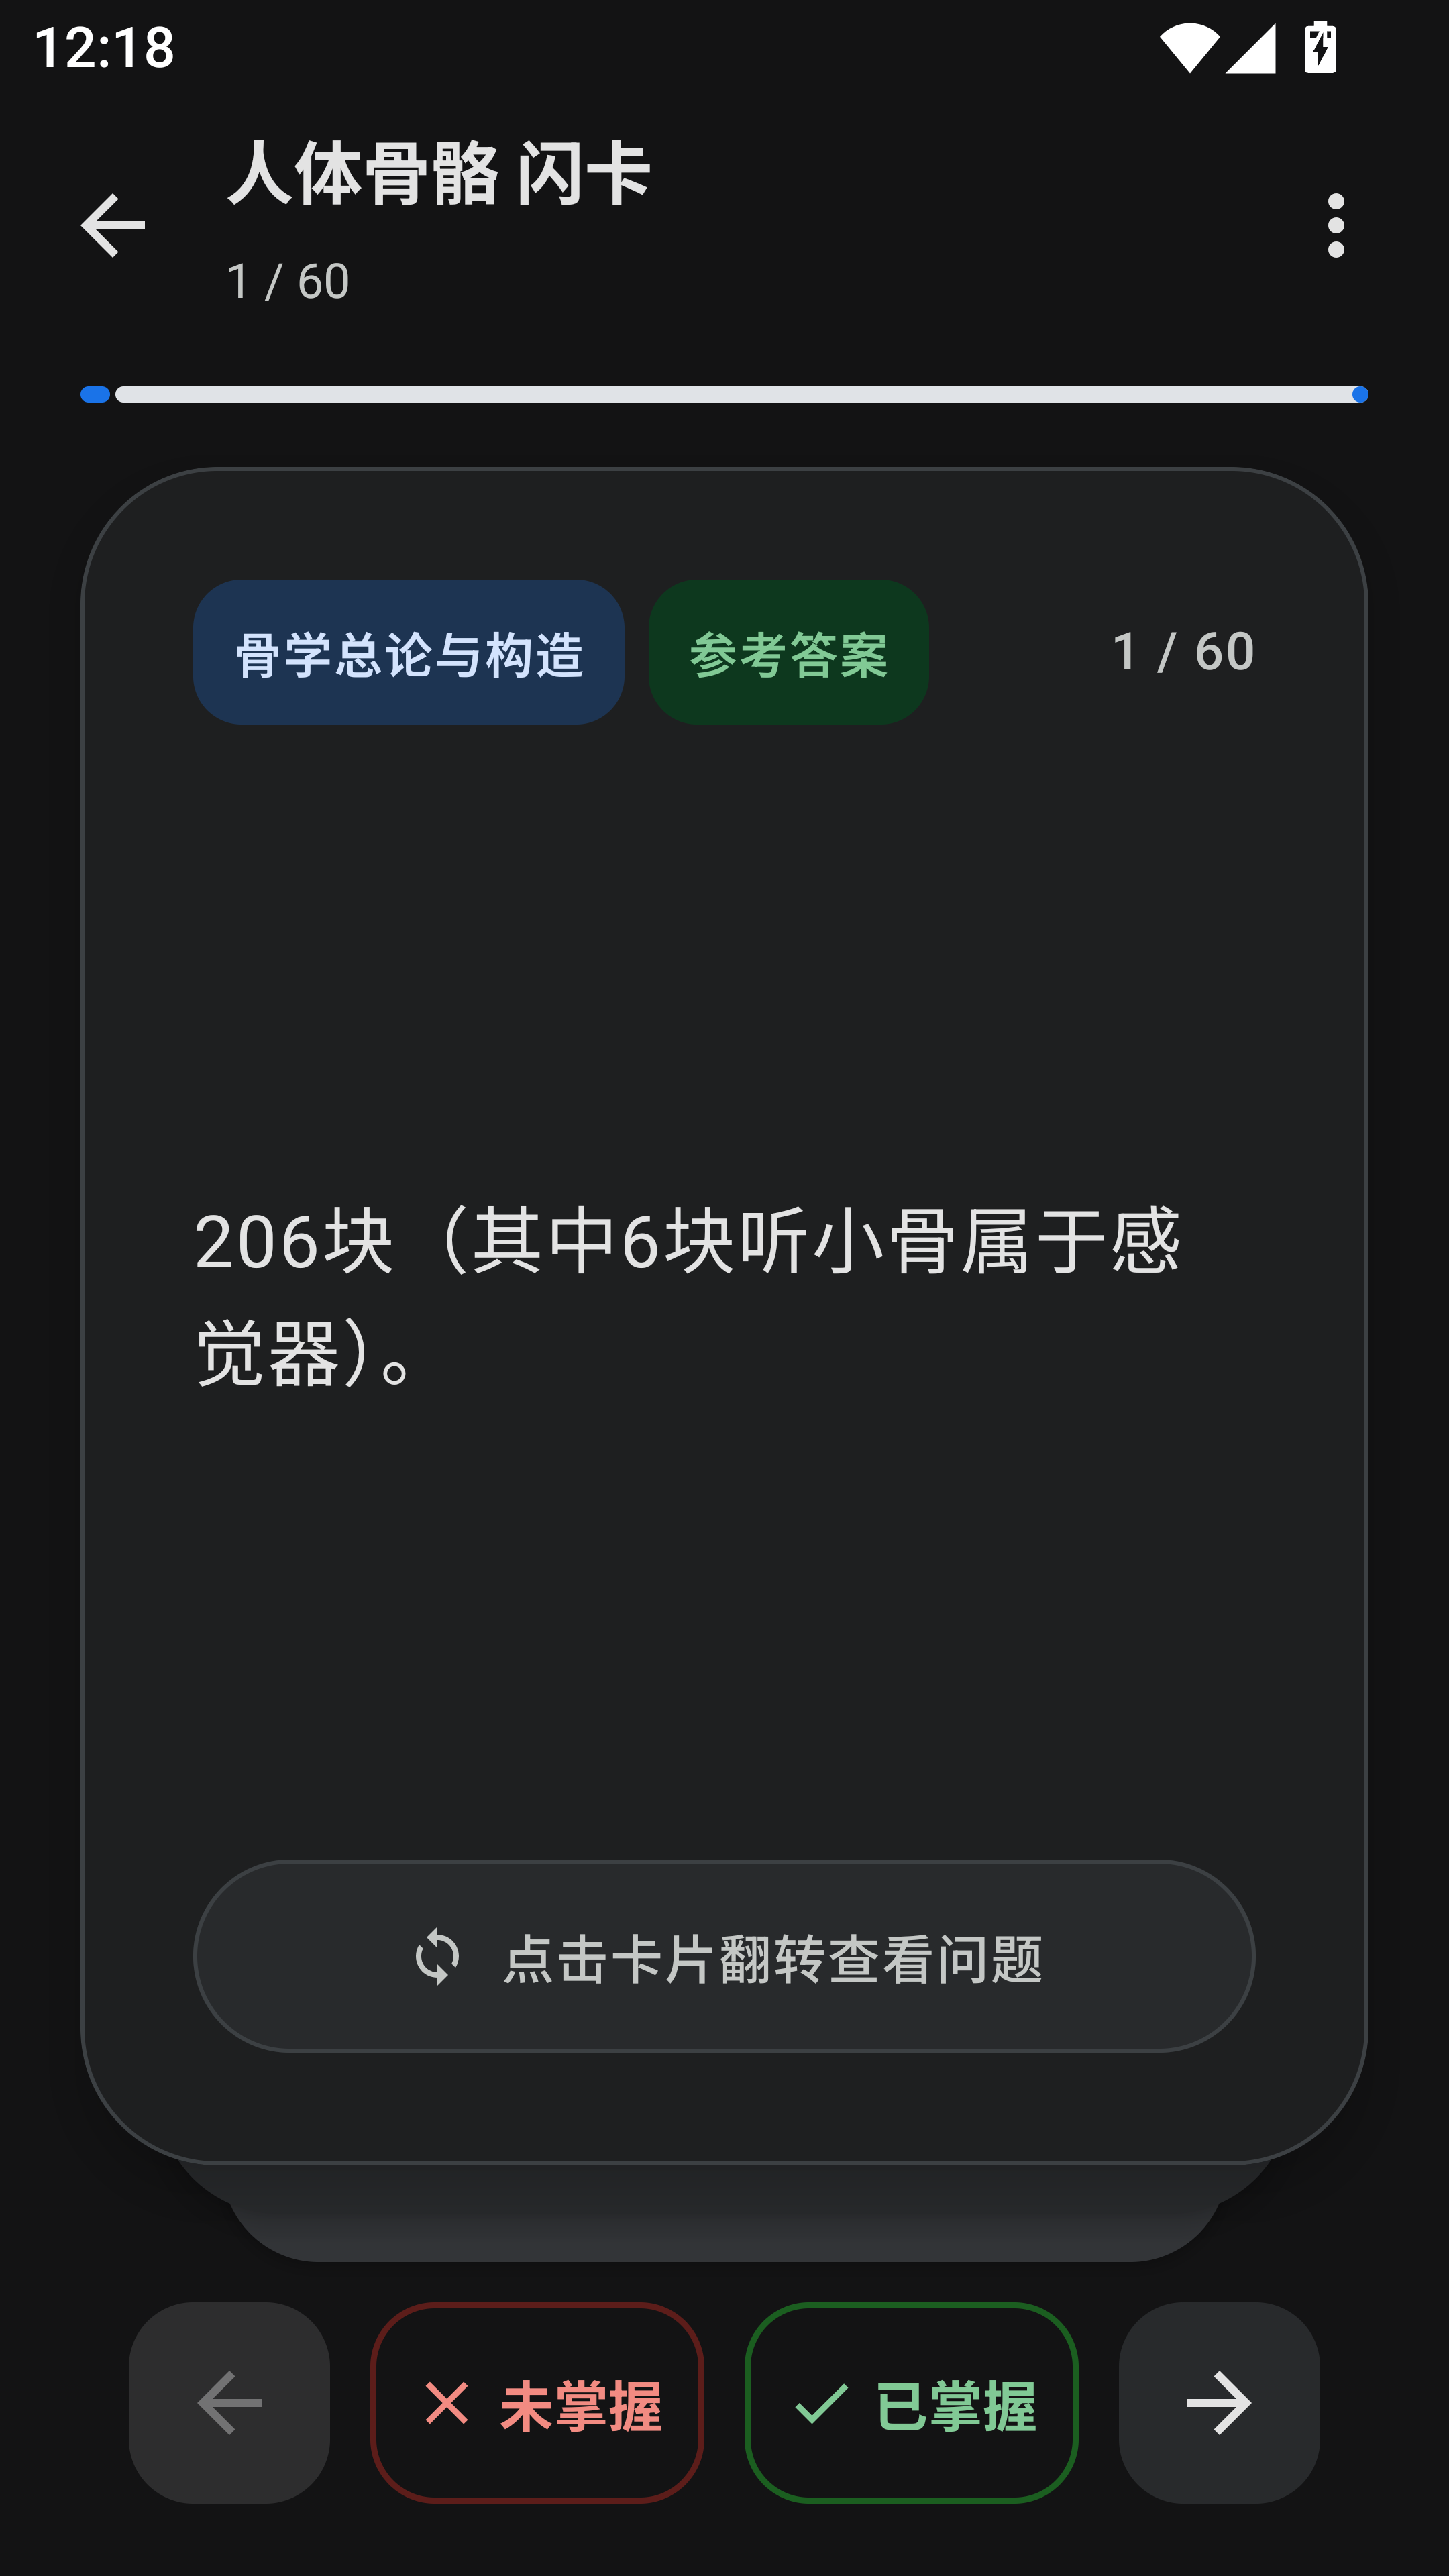 12:18
人体骨骼 闪卡
1 / 60
骨学总论与构造
参考答案
1 / 60
206块（其中6块听小骨属于感
觉器）。
点击卡片翻转查看问题
未掌握
已掌握